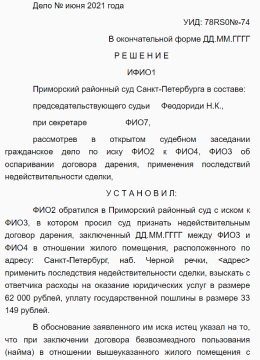 Дело № июня 2021 года
УИД: 78RS0№-74
В окончательной форме ДД.ММ.ГГГГ
Р Е Ш Е Н И Е
ИФИО1
Приморский районный суд Санкт-Петербурга в составе:
председательствующего судьи Феодориди Н.К.,
при секретаре ФИО7,
рассмотрев в открытом судебном заседании
гражданское дело по иску ФИО2 к ФИО4, ФИО3 об
оспаривании договора дарения, применения последствий
недействительности сделки,
У С Т А Н О В И Л:
ФИО2 обратился в Приморский районный суд с иском к
ФИО3, в котором просил суд признать недействительным
договор дарения, заключенный ДД.ММ.ГГГГ между ФИО3 и
ФИО4 в отношении жилого помещения, расположенного по
адресу: Санкт-Петербург, наб. Черной речки, <адрес>
применить последствия недействительности сделки, взыскать с
ответчика расходы на оказание юридических услуг в размере
62 000 рублей, уплату государственной пошлины в размере 33
149 рублей.
В обоснование заявленного им иска истец указал на то,
что при заключении договора безвозмездного пользования
(найма) в отношении вышеуказанного жилого помещения с